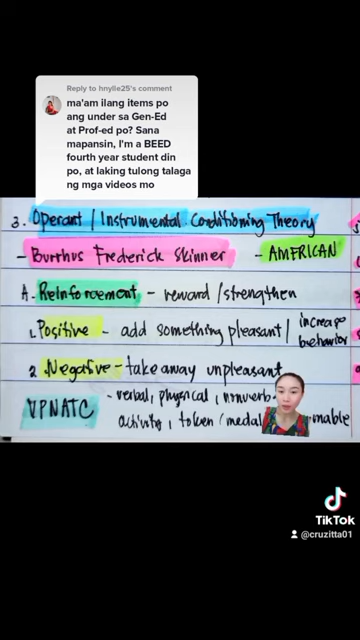 Reply to hnylle25's comment
ma'am ilang items po
ang under sa Gen-Ed
at Prof-ed po? Sana
mapansin, I'm a BEED
fourth year student din
po, at laking tulong talaga
ng mga videos mo
3. Operant / Instrumental Conditioning Theory
- Burrhus Frederick Skinner - AMERICAN
A. Reinforcement - reward / strengthen
1. Positive - add something pleasant / increase behavior
2. Negative - take away unpleasant
VPNATC - verbal, physical, nonverb
activity, token / medal mable
TikTok
@cruzitta01